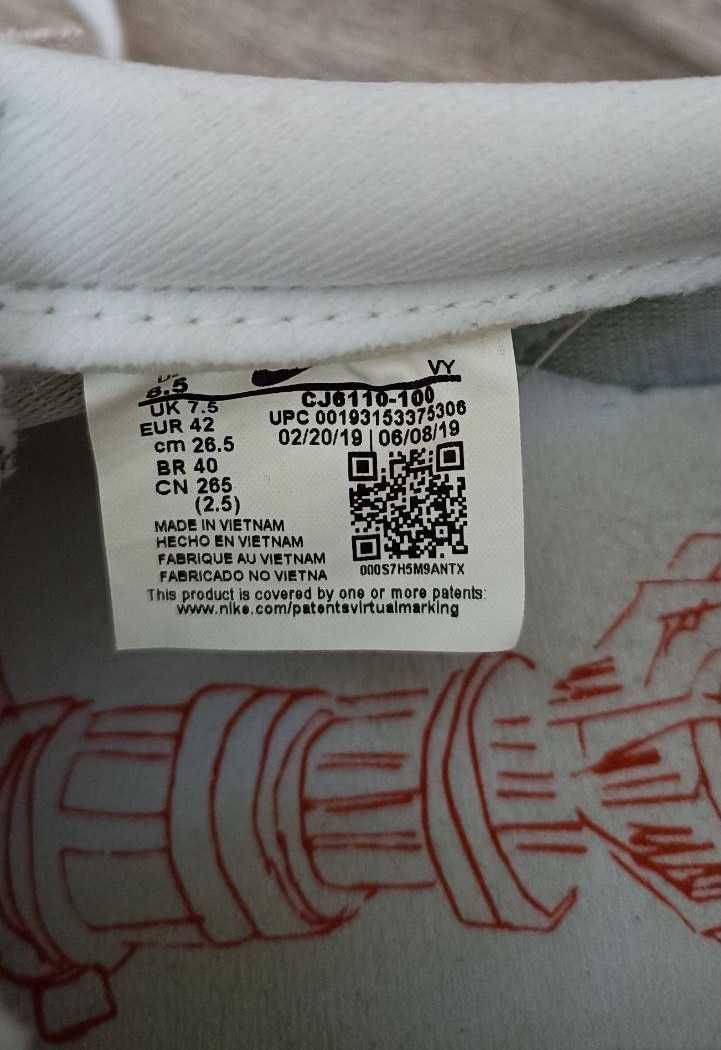 US 8.5
VY
UK 7.5
CJ6110-100
EUR 42
UPC 00193153375306
cm 26.5
02/20/19 | 06/08/19
BR 40
CN 265
(2.5)
MADE IN VIETNAM
HECHO EN VIETNAM
FABRIQUE AU VIETNAM
FABRICADO NO VIETNA
000S7H5M9ANTX
This product is covered by one or more patents:
www.nike.com/patentsvirtualmarking